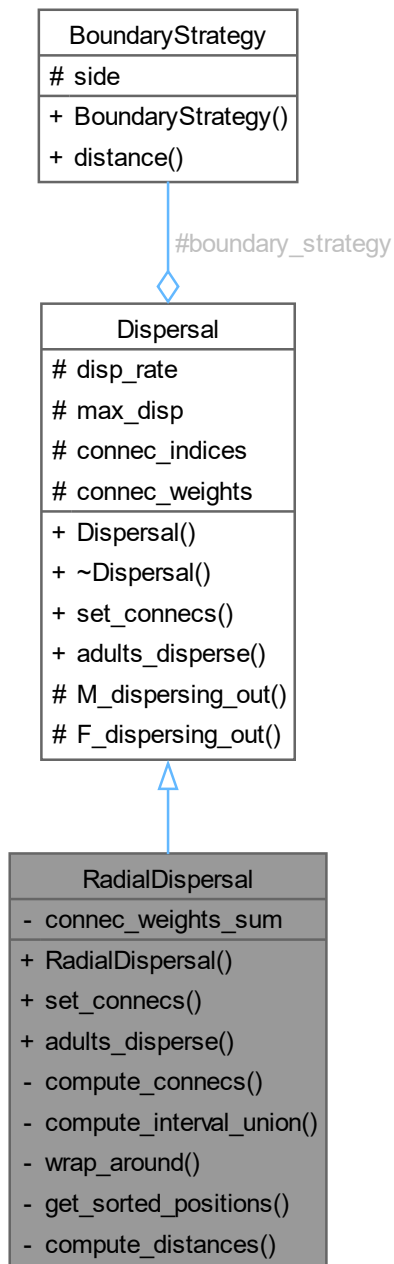 BoundaryStrategy
# side
+ BoundaryStrategy()
+ distance()
#boundary_strategy
Dispersal
# disp_rate
# max_disp
# connec_indices
# connec_weights
+ Dispersal()
+ ~Dispersal()
+ set_connecs()
+ adults_disperse()
# M_dispersing_out()
# F_dispersing_out()
RadialDispersal
- connec_weights_sum
+ RadialDispersal()
+ set_connecs()
+ adults_disperse()
- compute_connecs()
- compute_interval_union()
- wrap_around()
- get_sorted_positions()
- compute_distances()